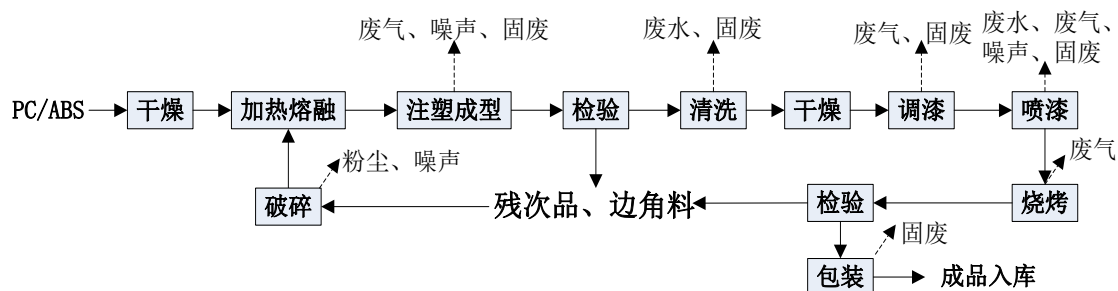 废气、噪声、固废
废水、固废
废气、固废
废水、废气、
噪声、固废
PC/ABS
干燥
加热熔融
注塑成型
检验
清洗
干燥
调漆
喷漆
粉尘、噪声
废气
破碎
残次品、边角料
检验
烧烤
固废
包装
成品入库